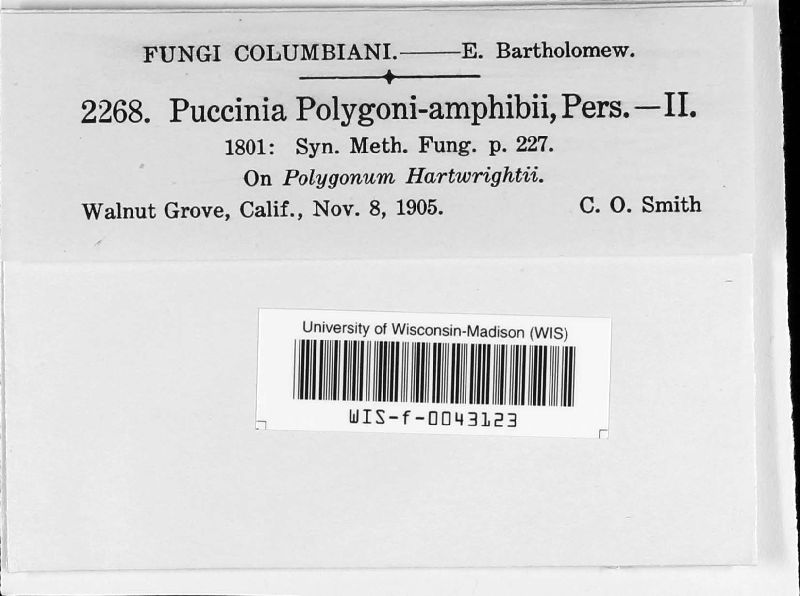 FUNGI COLUMBIANI.——E. Bartholomew.
2268. Puccinia Polygoni-amphibii, Pers.—II.
1801: Syn. Meth. Fung. p. 227.
On Polygonum Hartwrightii.
Walnut Grove, Calif., Nov. 8, 1905. C. O. Smith
University of Wisconsin-Madison (WIS)
WIS-f-0043123